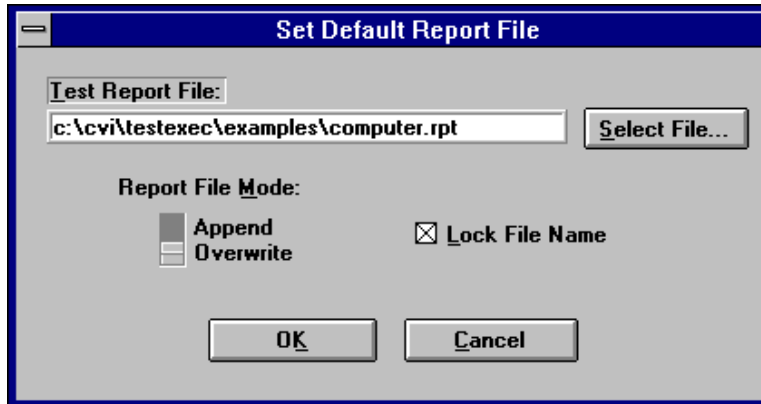 Set Default Report File
Test Report File:
c:\cvi\testexec\examples\computer.rpt
Select File...
Report File Mode:
Append
Overwrite
Lock File Name
OK
Cancel